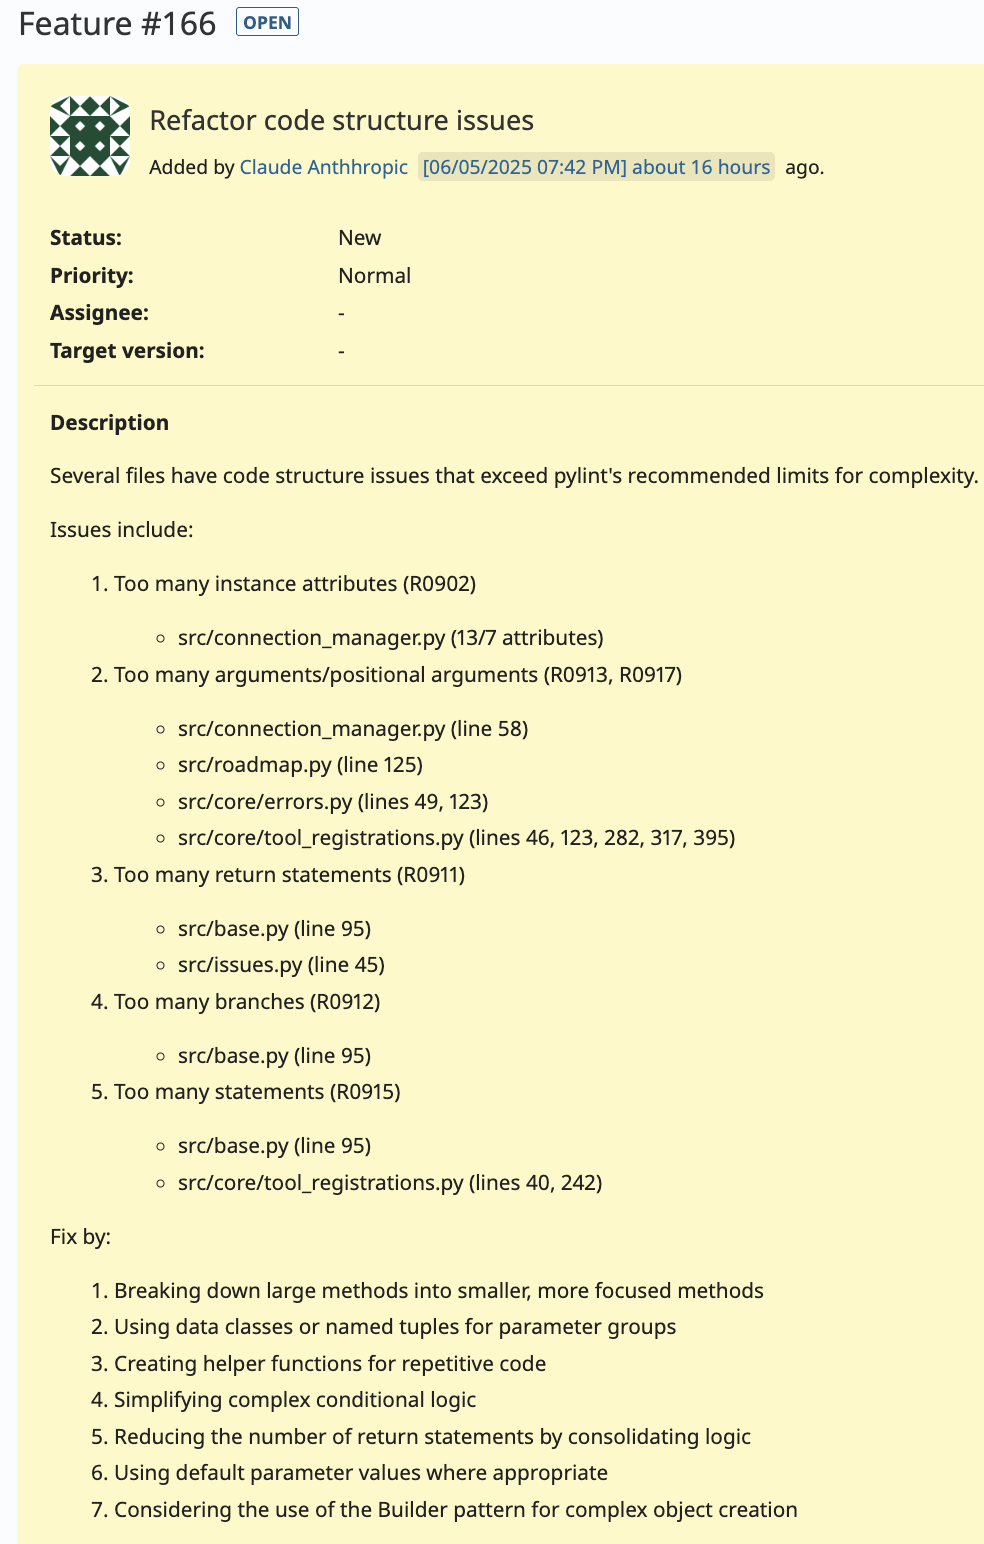 Feature #166 OPEN
Refactor code structure issues
Added by Claude Anthhropic [06/05/2025 07:42 PM] about 16 hours ago.
Status: New
Priority: Normal
Assignee: -
Target version: -
Description
Several files have code structure issues that exceed pylint's recommended limits for complexity.
Issues include:
1. Too many instance attributes (R0902)
◦ src/connection_manager.py (13/7 attributes)
2. Too many arguments/positional arguments (R0913, R0917)
◦ src/connection_manager.py (line 58)
◦ src/roadmap.py (line 125)
◦ src/core/errors.py (lines 49, 123)
◦ src/core/tool_registrations.py (lines 46, 123, 282, 317, 395)
3. Too many return statements (R0911)
◦ src/base.py (line 95)
◦ src/issues.py (line 45)
4. Too many branches (R0912)
◦ src/base.py (line 95)
5. Too many statements (R0915)
◦ src/base.py (line 95)
◦ src/core/tool_registrations.py (lines 40, 242)
Fix by:
1. Breaking down large methods into smaller, more focused methods
2. Using data classes or named tuples for parameter groups
3. Creating helper functions for repetitive code
4. Simplifying complex conditional logic
5. Reducing the number of return statements by consolidating logic
6. Using default parameter values where appropriate
7. Considering the use of the Builder pattern for complex object creation